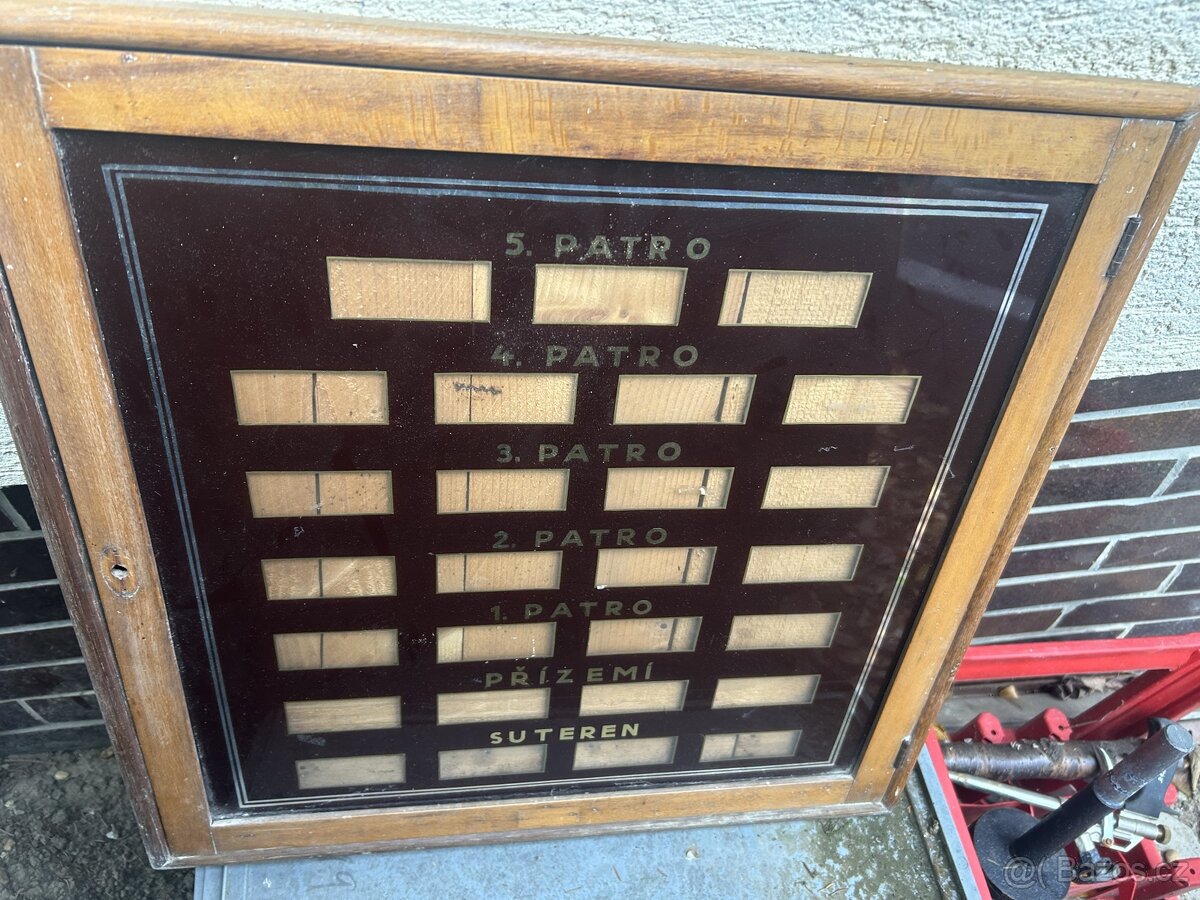 5. PATRO
4. PATRO
3. PATRO
2. PATRO
1. PATRO
PŘÍZEMÍ
SUTEREN
Bazos.cz